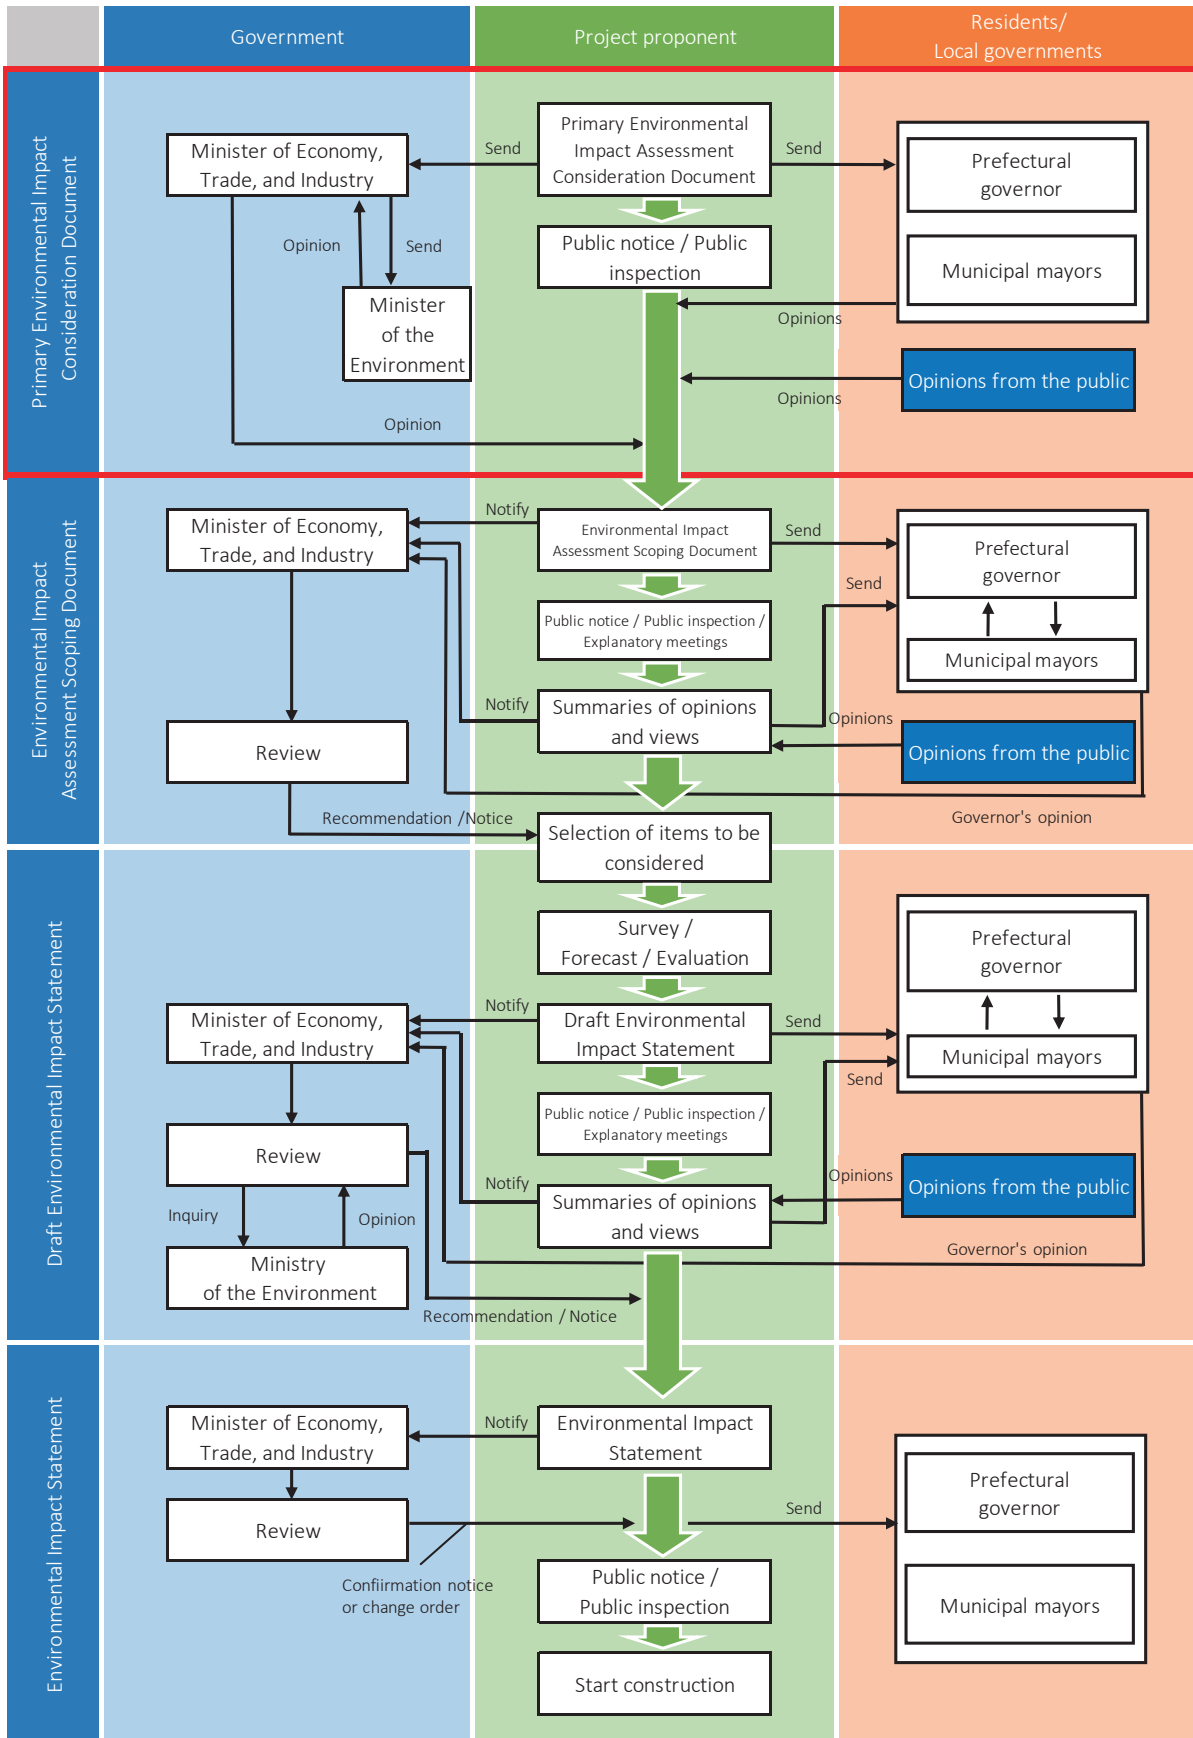 Government
Project proponent
Residents/
Local governments
Primary Environmental Impact
Consideration Document
Primary Environmental
Impact Assessment
Consideration Document
Send
Send
Minister of Economy,
Trade, and Industry
Prefectural
governor
Opinion
Send
Public notice / Public
inspection
Municipal mayors
Minister
of the
Environment
Opinions
Opinions from the public
Opinions
Opinion
Environmental Impact
Assessment Scoping Document
Minister of Economy,
Trade, and Industry
Notify
Environmental Impact
Assessment Scoping Document
Send
Prefectural
governor
Send
Public notice / Public inspection /
Explanatory meetings
Municipal mayors
Notify
Summaries of opinions
and views
Opinions
Opinions from the public
Review
Recommendation /Notice
Governor's opinion
Selection of items to be
considered
Draft Environmental Impact Statement
Survey /
Forecast / Evaluation
Prefectural
governor
Minister of Economy,
Trade, and Industry
Notify
Draft Environmental
Impact Statement
Send
Municipal mayors
Send
Public notice / Public inspection /
Explanatory meetings
Review
Notify
Summaries of opinions
and views
Opinions
Opinions from the public
Inquiry
Opinion
Governor's opinion
Ministry
of the Environment
Recommendation / Notice
Environmental Impact Statement
Minister of Economy,
Trade, and Industry
Notify
Environmental Impact
Statement
Prefectural
governor
Send
Review
Confiirmation notice
or change order
Public notice /
Public inspection
Municipal mayors
Start construction